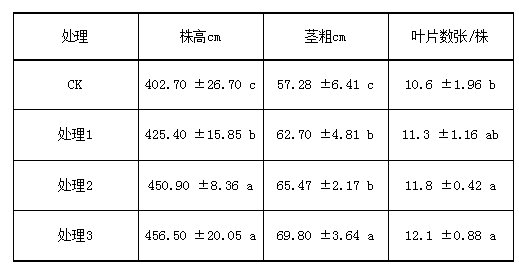 处理 株高cm 茎粗cm 叶片数张/株
CK 402.70 ±26.70 c 57.28 ±6.41 c 10.6 ±1.96 b
处理1 425.40 ±15.85 b 62.70 ±4.81 b 11.3 ±1.16 ab
处理2 450.90 ±8.36 a 65.47 ±2.17 b 11.8 ±0.42 a
处理3 456.50 ±20.05 a 69.80 ±3.64 a 12.1 ±0.88 a